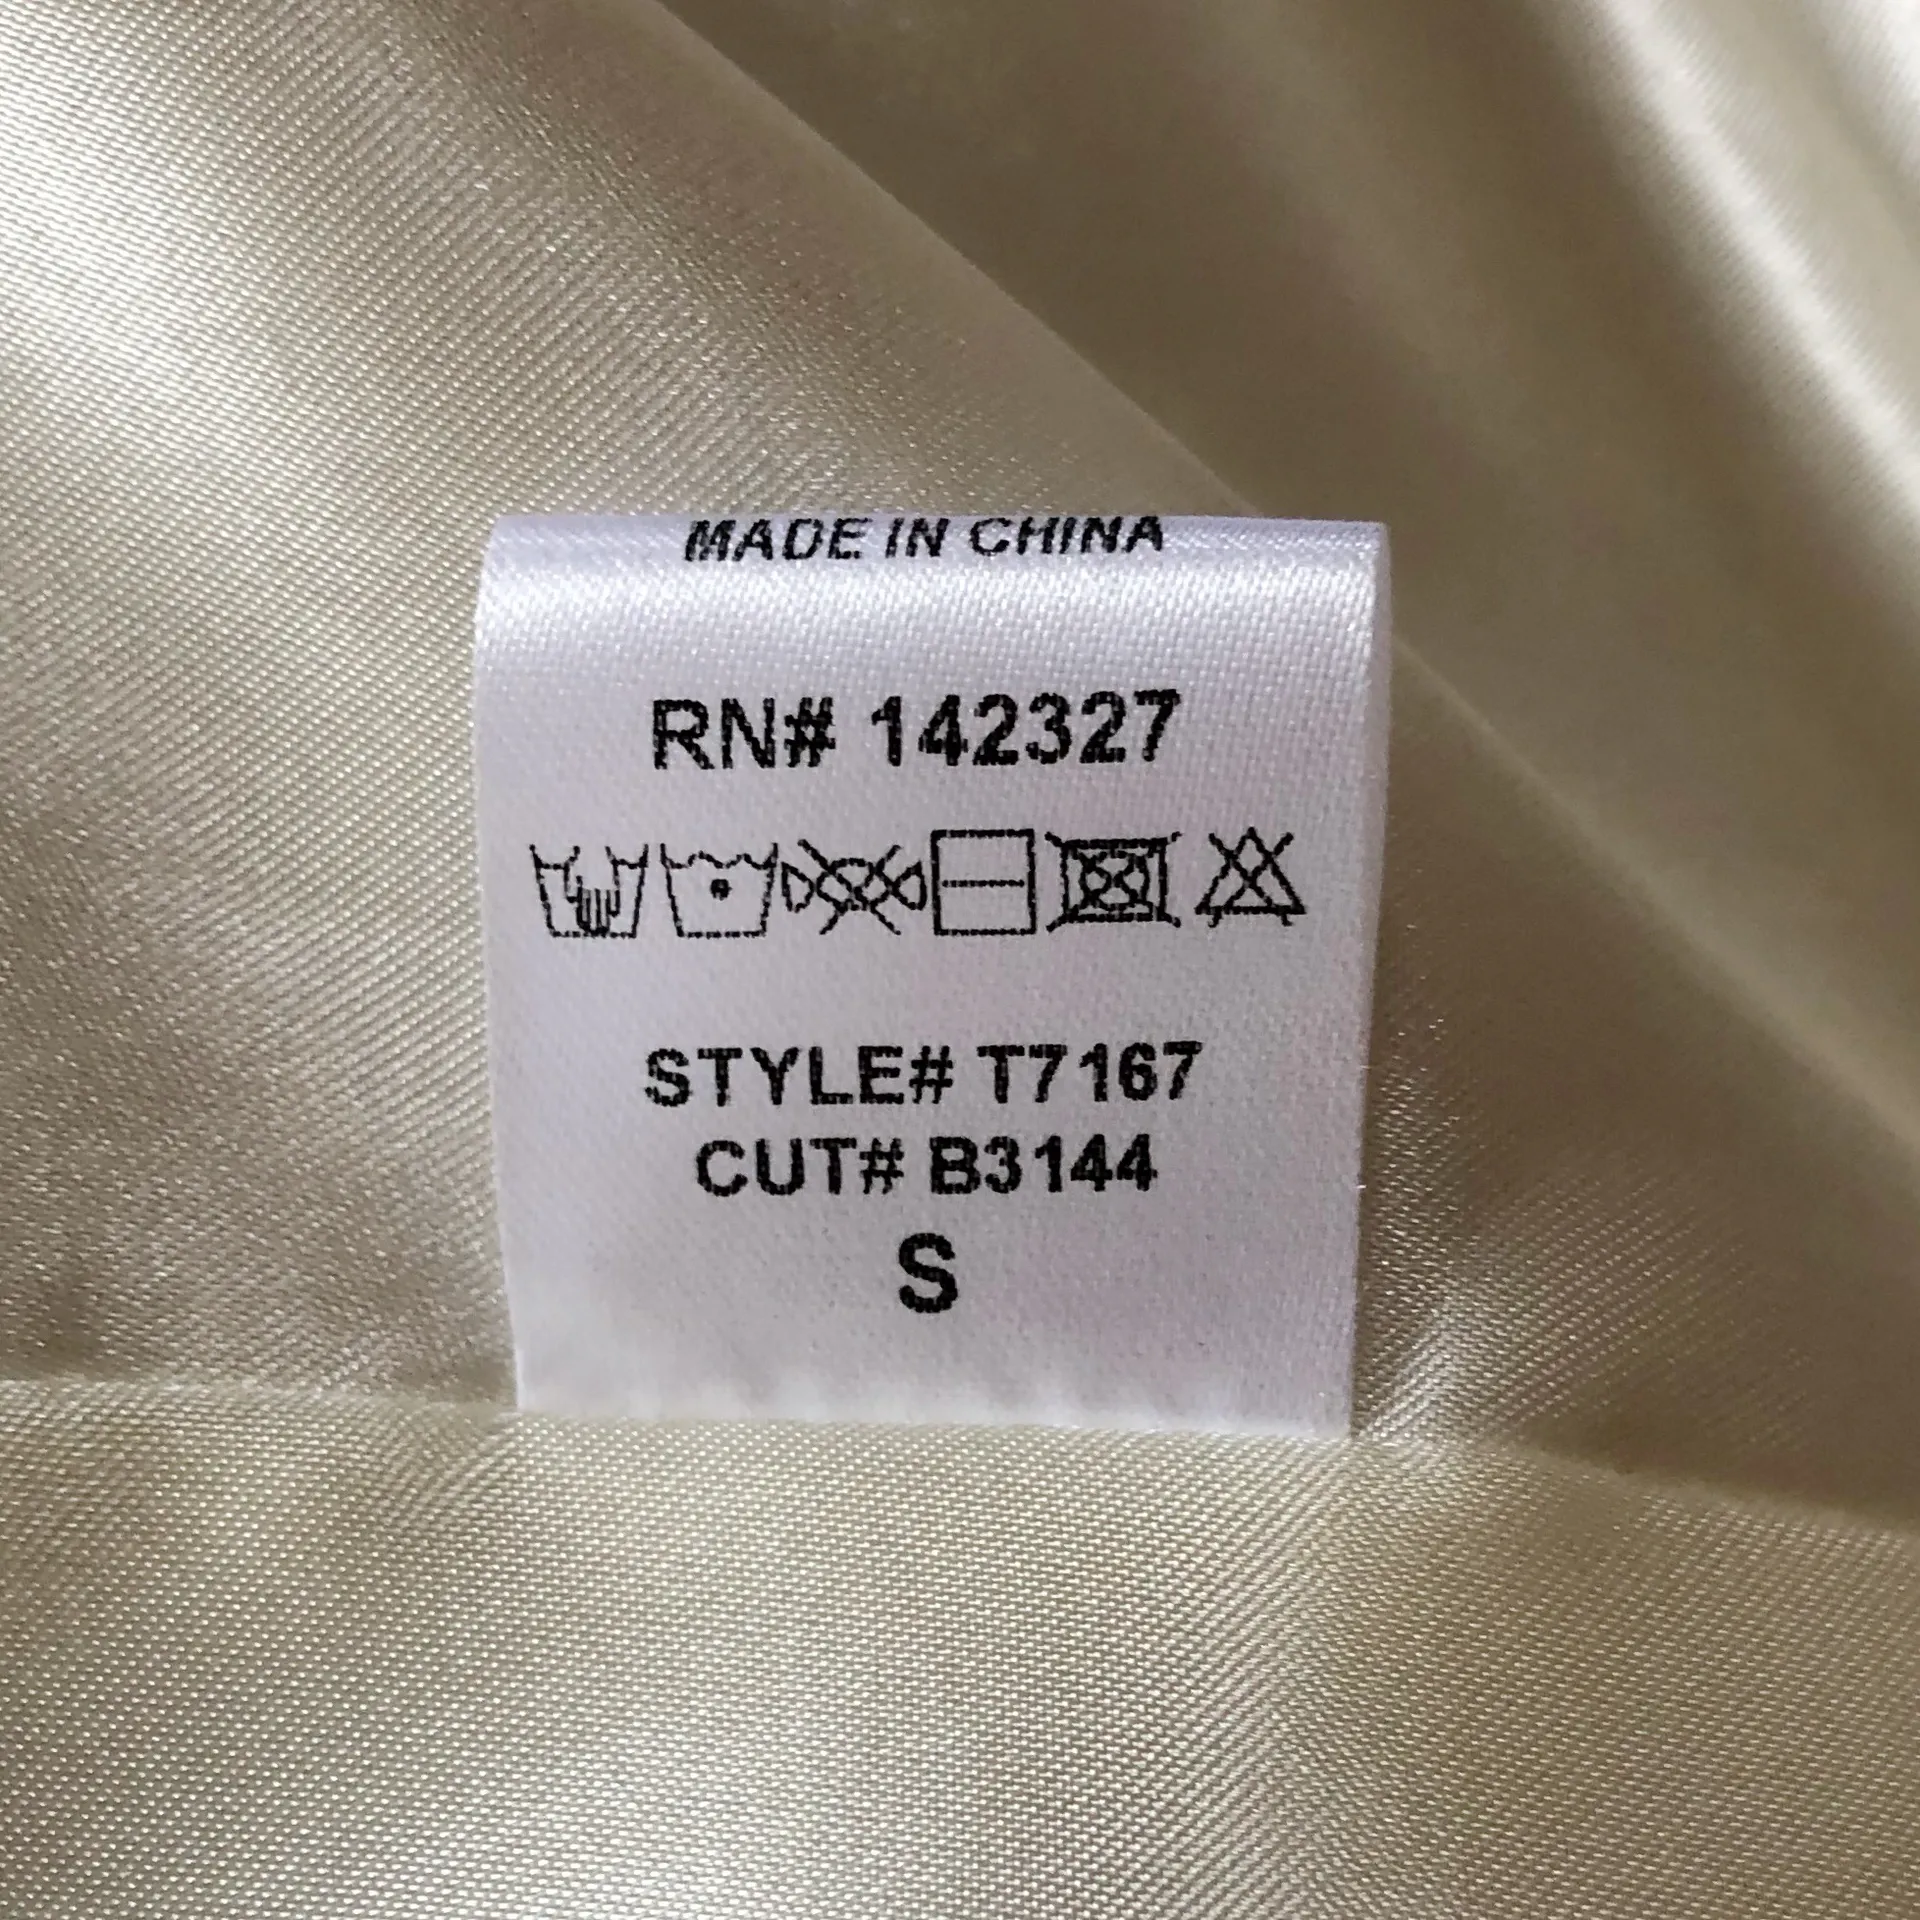 MADE IN CHINA
RN# 142327
STYLE# T7167
CUT# B3144
S